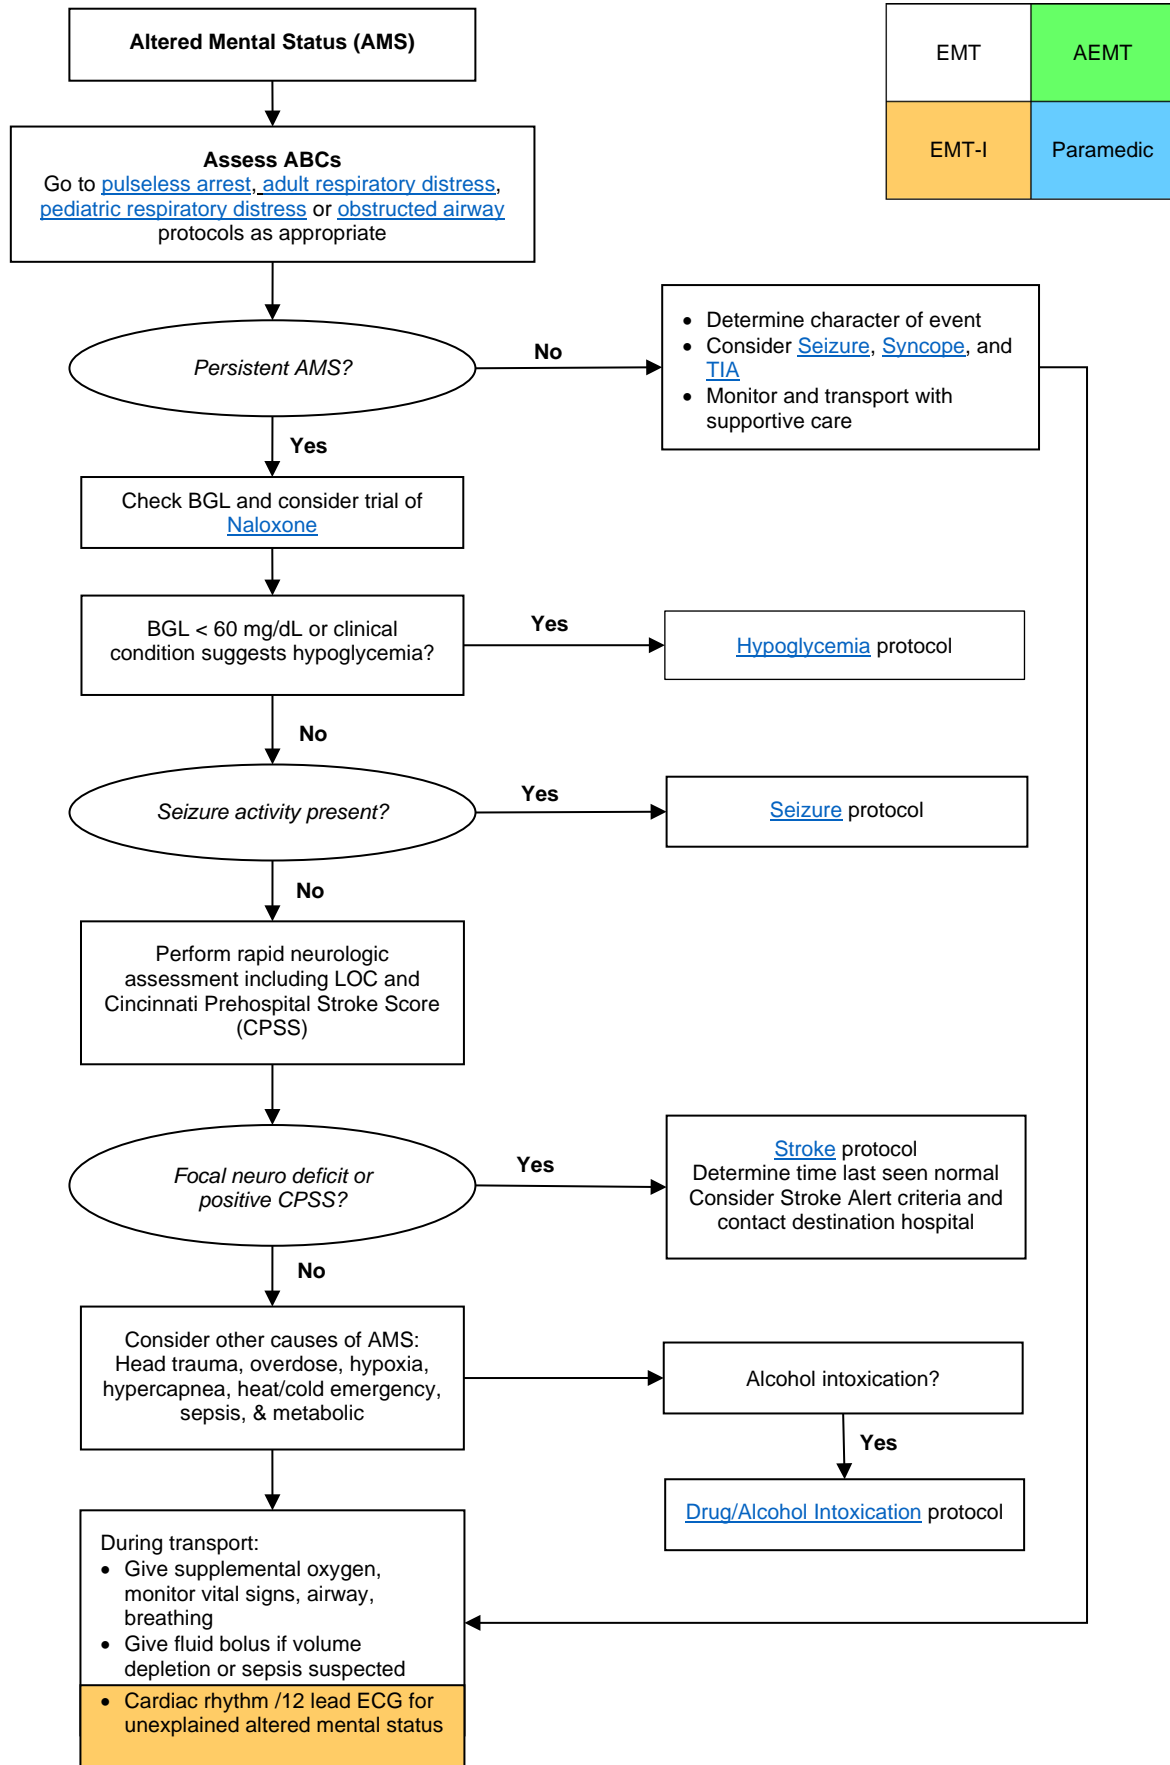 Altered Mental Status (AMS)
EMT
AEMT
EMT-I
Paramedic
Assess ABCs
Go to pulseless arrest, adult respiratory distress,
pediatric respiratory distress or obstructed airway
protocols as appropriate
Persistent AMS?
No
• Determine character of event
• Consider Seizure, Syncope, and
TIA
• Monitor and transport with
supportive care
Yes
Check BGL and consider trial of
Naloxone
BGL < 60 mg/dL or clinical
condition suggests hypoglycemia?
Yes
Hypoglycemia protocol
No
Seizure activity present?
Yes
Seizure protocol
No
Perform rapid neurologic
assessment including LOC and
Cincinnati Prehospital Stroke Score
(CPSS)
Focal neuro deficit or
positive CPSS?
Yes
Stroke protocol
Determine time last seen normal
Consider Stroke Alert criteria and
contact destination hospital
No
Consider other causes of AMS:
Head trauma, overdose, hypoxia,
hypercapnea, heat/cold emergency,
sepsis, & metabolic
Alcohol intoxication?
Yes
Drug/Alcohol Intoxication protocol
During transport:
• Give supplemental oxygen,
monitor vital signs, airway,
breathing
• Give fluid bolus if volume
depletion or sepsis suspected
• Cardiac rhythm /12 lead ECG for
unexplained altered mental status